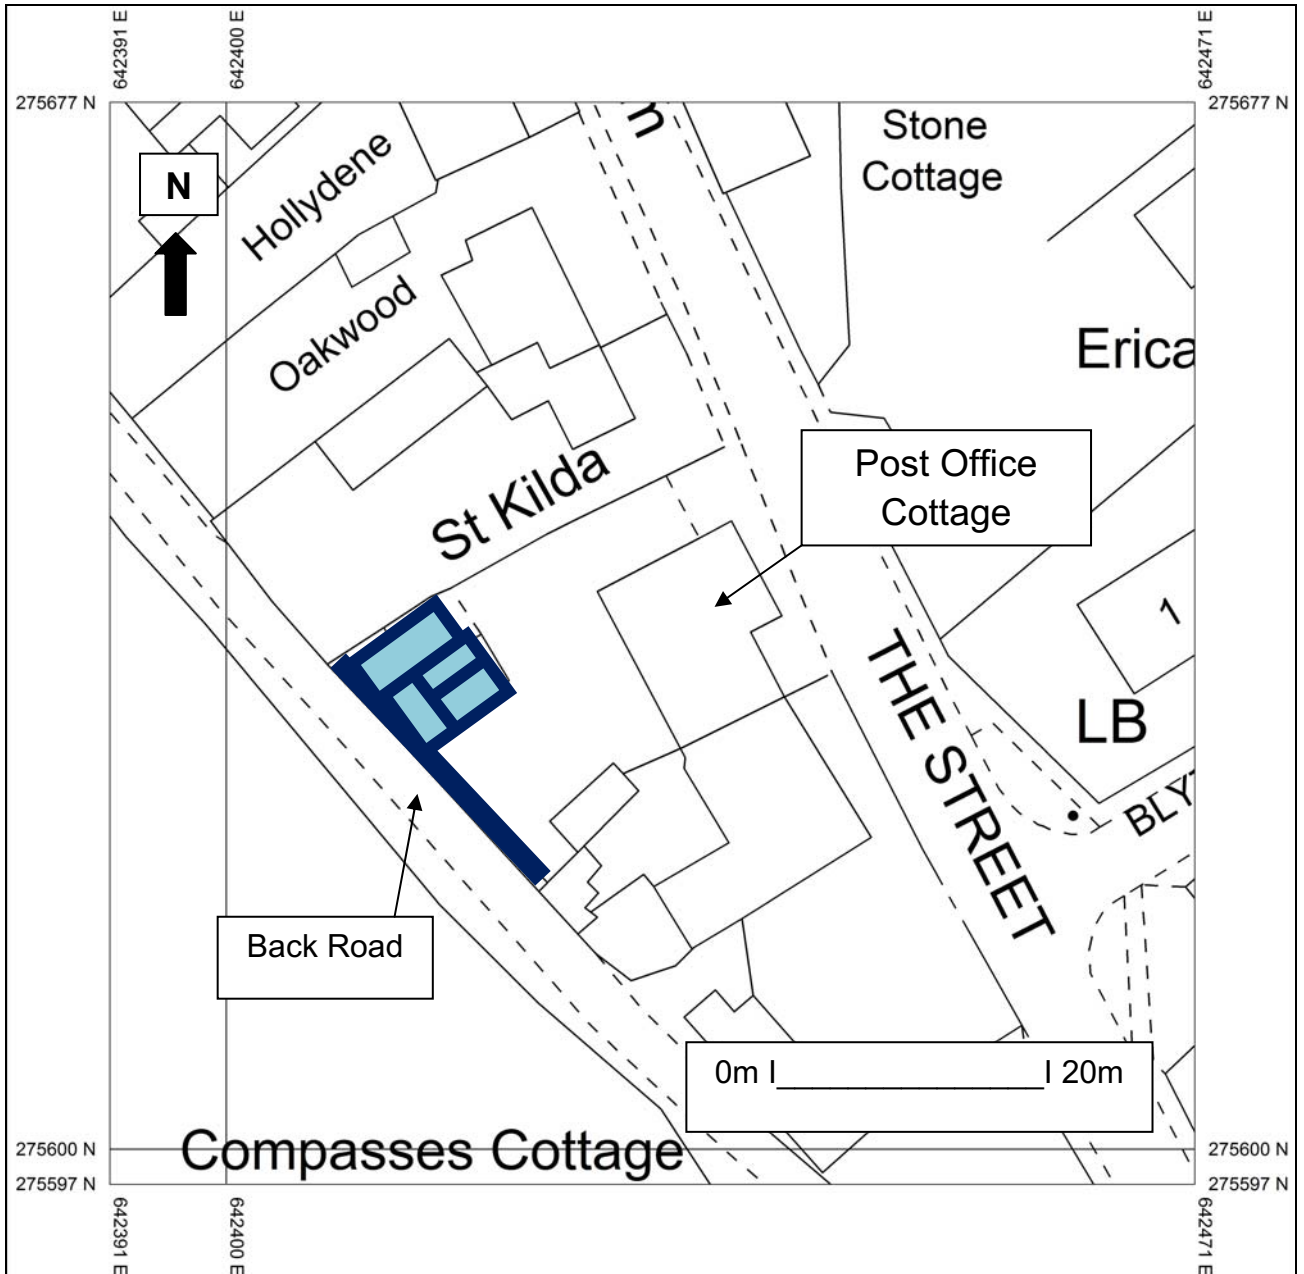 642391 E
642400 E
642471 E
275677 N
275677 N
N
Hollydene
Stone
Cottage
Oakwood
Erica
Post Office
Cottage
St Kilda
1
THE STREET
LB
BLY
Back Road
0m I_______________I 20m
Compasses Cottage
275600 N
275600 N
275597 N
275597 N
642391 E
642400 E
642471 E